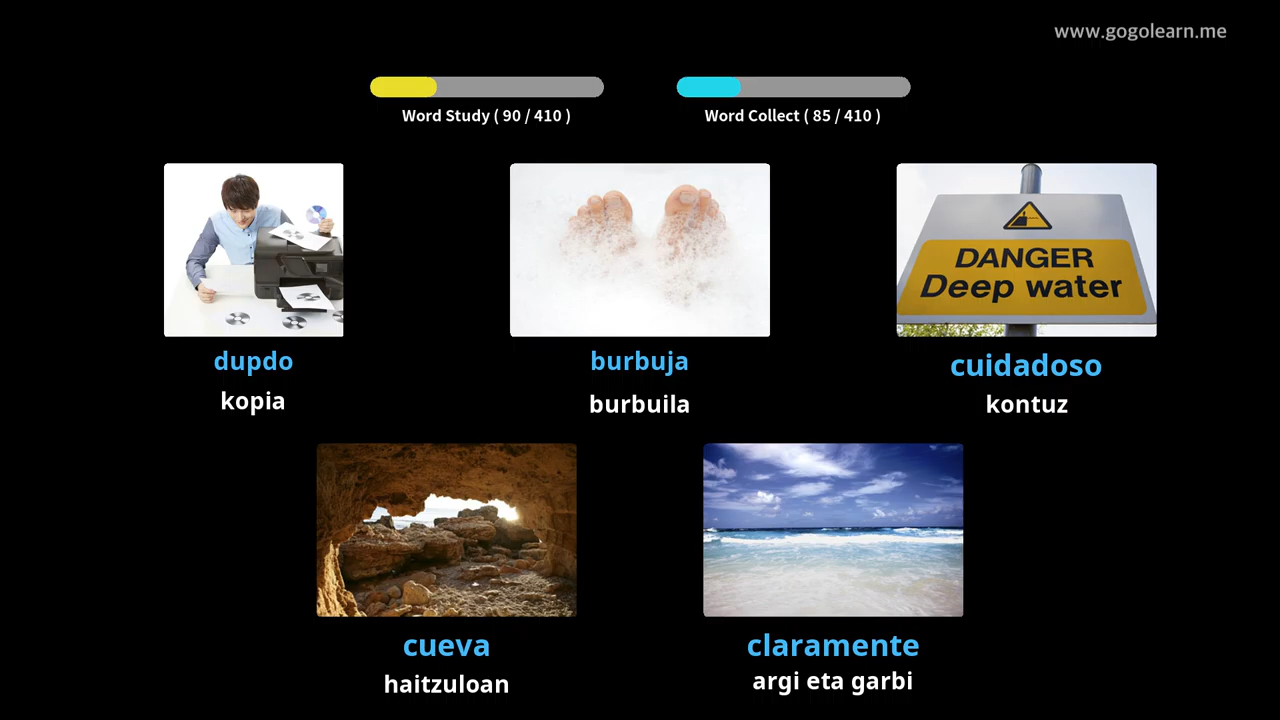 www.gogolearn.me
Word Study ( 90 / 410 )
Word Collect ( 85 / 410 )
DANGER
Deep water
dupdo
kopia
burbuja
burbuila
cuidadoso
kontuz
cueva
haitzuloan
claramente
argi eta garbi